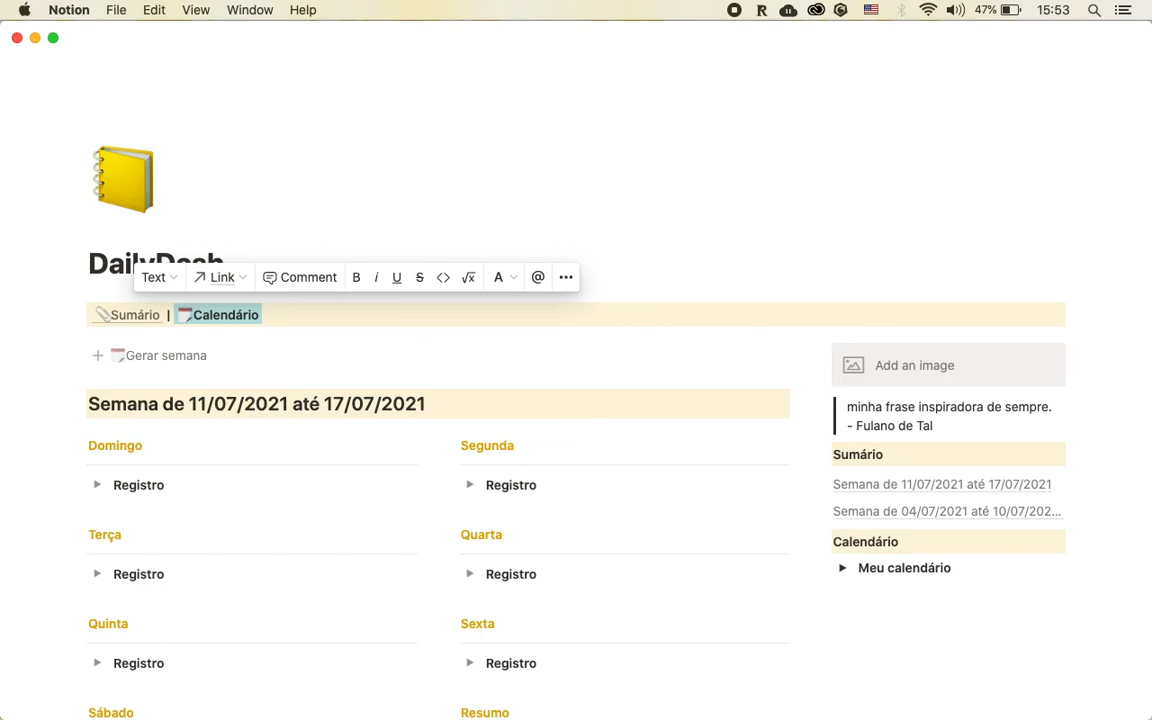 Notion File Edit View Window Help 47% 15:53
DailyDash
Text Link Comment B i U S <> √x A @ •••
Sumário | Calendário
+ Gerar semana
Add an image
Semana de 11/07/2021 até 17/07/2021
minha frase inspiradora de sempre.
- Fulano de Tal
Domingo
Registro
Segunda
Registro
Terça
Registro
Quarta
Registro
Quinta
Registro
Sexta
Registro
Sábado
Resumo
Sumário
Semana de 11/07/2021 até 17/07/2021
Semana de 04/07/2021 até 10/07/202...
Calendário
Meu calendário